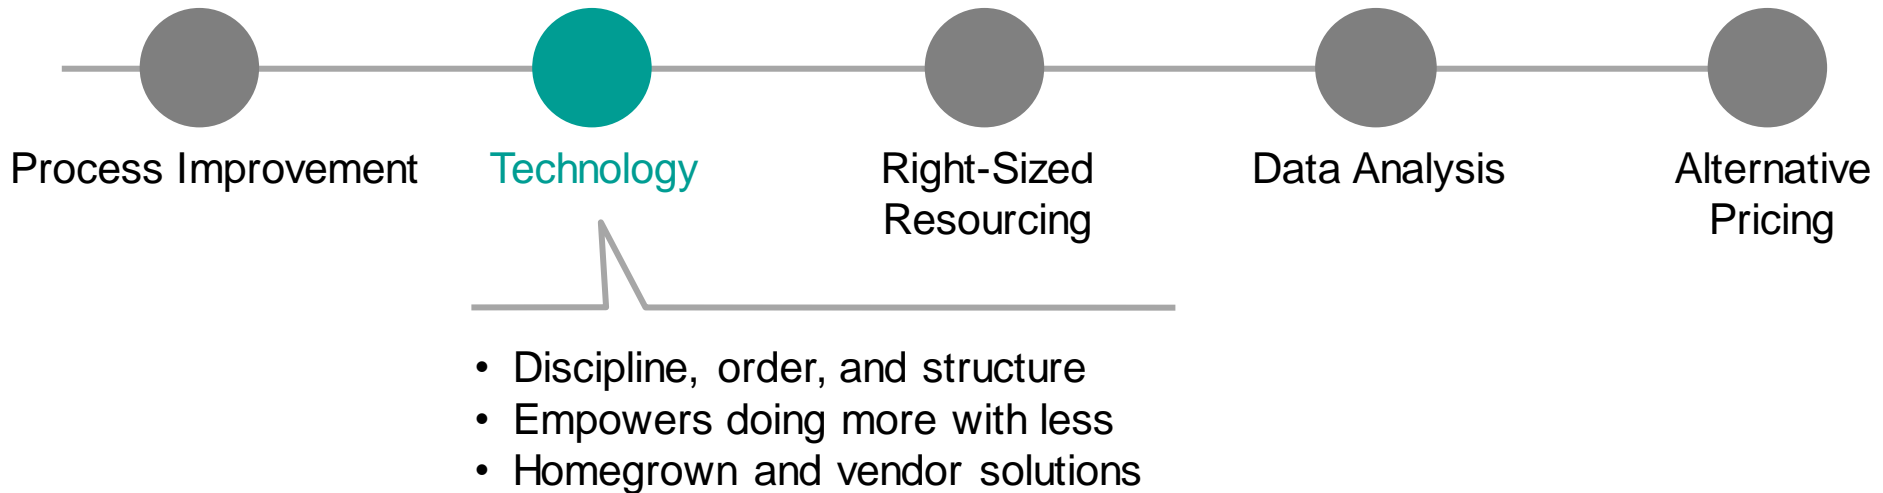 Process Improvement
Technology
Right-Sized
Resourcing
Data Analysis
Alternative
Pricing
• Discipline, order, and structure
• Empowers doing more with less
• Homegrown and vendor solutions